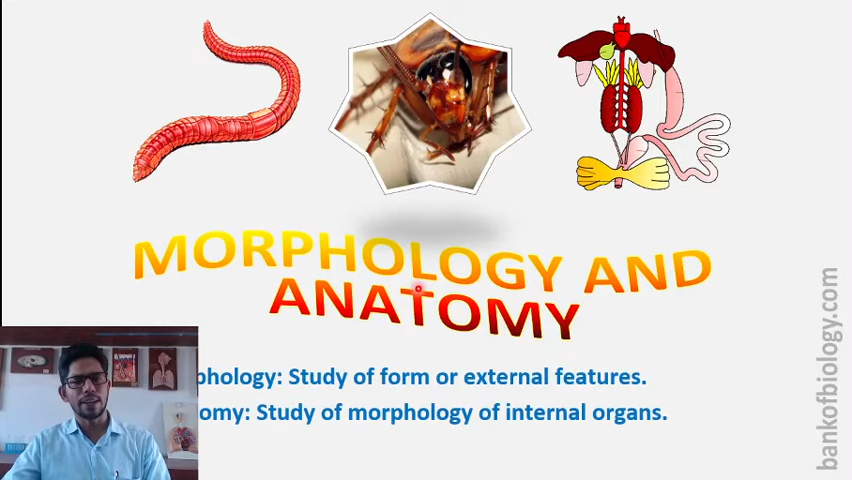 MORPHOLOGY AND
ANATOMY
phology: Study of form or external features.
omy: Study of morphology of internal organs.
bankofbiology.com